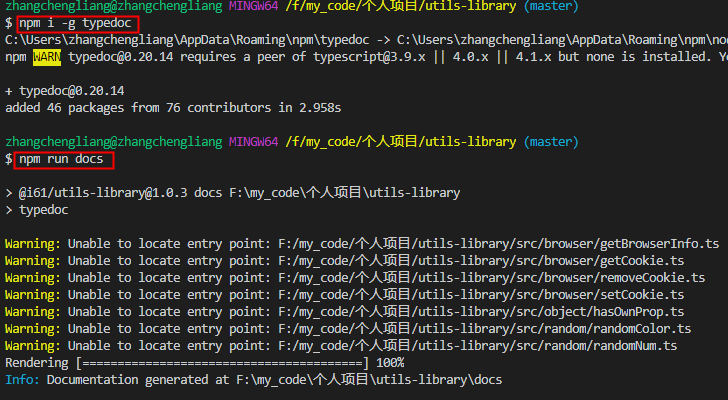 zhangchengliang@zhangchengliang MINGW64 /f/my_code/个人项目/utils-library (master)
$ npm i -g typedoc
C:\Users\zhangchengliang\AppData\Roaming\npm\typedoc -> C:\Users\zhangchengliang\AppData\Roaming\npm\nod
npm WARN typedoc@0.20.14 requires a peer of typescript@3.9.x || 4.0.x || 4.1.x but none is installed. Yo
+ typedoc@0.20.14
added 46 packages from 76 contributors in 2.958s
zhangchengliang@zhangchengliang MINGW64 /f/my_code/个人项目/utils-library (master)
$ npm run docs
> @i61/utils-library@1.0.3 docs F:\my_code\个人项目\utils-library
> typedoc
Warning: Unable to locate entry point: F:/my_code/个人项目/utils-library/src/browser/getBrowserInfo.ts
Warning: Unable to locate entry point: F:/my_code/个人项目/utils-library/src/browser/getCookie.ts
Warning: Unable to locate entry point: F:/my_code/个人项目/utils-library/src/browser/removeCookie.ts
Warning: Unable to locate entry point: F:/my_code/个人项目/utils-library/src/browser/setCookie.ts
Warning: Unable to locate entry point: F:/my_code/个人项目/utils-library/src/object/hasOwnProp.ts
Warning: Unable to locate entry point: F:/my_code/个人项目/utils-library/src/random/randomColor.ts
Warning: Unable to locate entry point: F:/my_code/个人项目/utils-library/src/random/randomNum.ts
Rendering [========================================] 100%
Info: Documentation generated at F:\my_code\个人项目\utils-library\docs